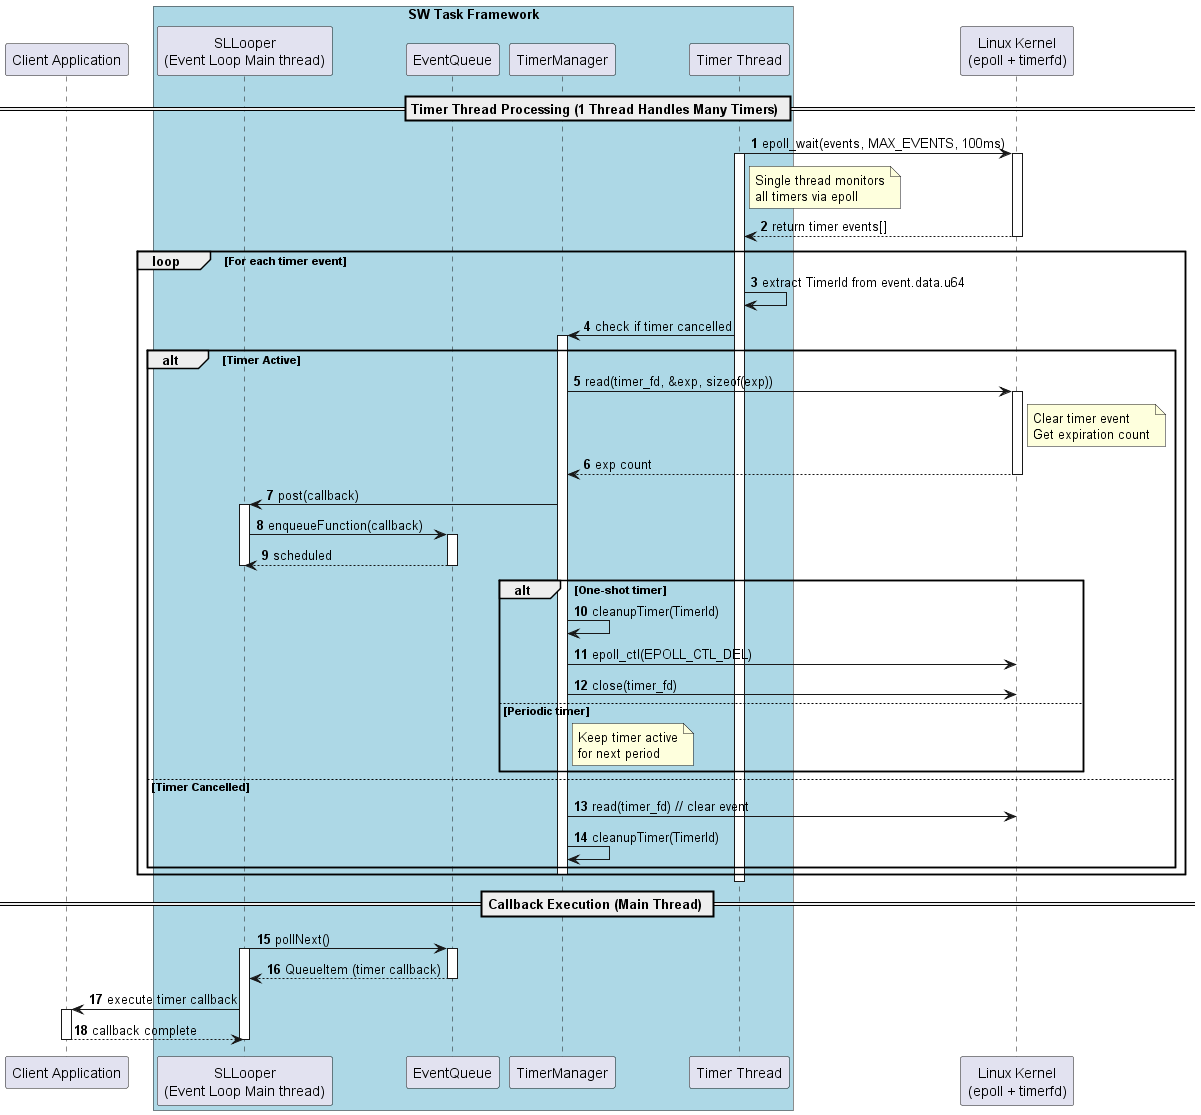 SW Task Framework
Client Application
SLLooper
(Event Loop Main thread)
EventQueue
TimerManager
Timer Thread
Linux Kernel
(epoll + timerfd)
Timer Thread Processing (1 Thread Handles Many Timers)
1 epoll_wait(events, MAX_EVENTS, 100ms)
Single thread monitors
all timers via epoll
2 return timer events[]
loop [For each timer event]
3 extract TimerId from event.data.u64
4 check if timer cancelled
alt [Timer Active]
5 read(timer_fd, &exp, sizeof(exp))
Clear timer event
Get expiration count
6 exp count
7 post(callback)
8 enqueueFunction(callback)
9 scheduled
alt [One-shot timer]
10 cleanupTimer(TimerId)
11 epoll_ctl(EPOLL_CTL_DEL)
12 close(timer_fd)
[Periodic timer]
Keep timer active
for next period
[Timer Cancelled]
13 read(timer_fd) // clear event
14 cleanupTimer(TimerId)
Callback Execution (Main Thread)
15 pollNext()
16 QueueItem (timer callback)
17 execute timer callback
18 callback complete
Client Application
SLLooper
(Event Loop Main thread)
EventQueue
TimerManager
Timer Thread
Linux Kernel
(epoll + timerfd)